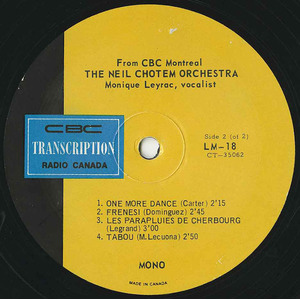 From CBC Montreal
THE NEIL CHOTEM ORCHESTRA
Monique Leyrac, vocalist
CBC
TRANSCRIPTION
RADIO CANADA
Side 2 (of 2)
LM-18
CT-35062
1. ONE MORE DANCE (Carter) 2'15
2. FRENESI (Dominguez) 2'45
3. LES PARAPLUIES DE CHERBOURG
(Legrand) 3'00
4. TABOU (M. Lecuona) 2'50
MONO
MADE IN CANADA